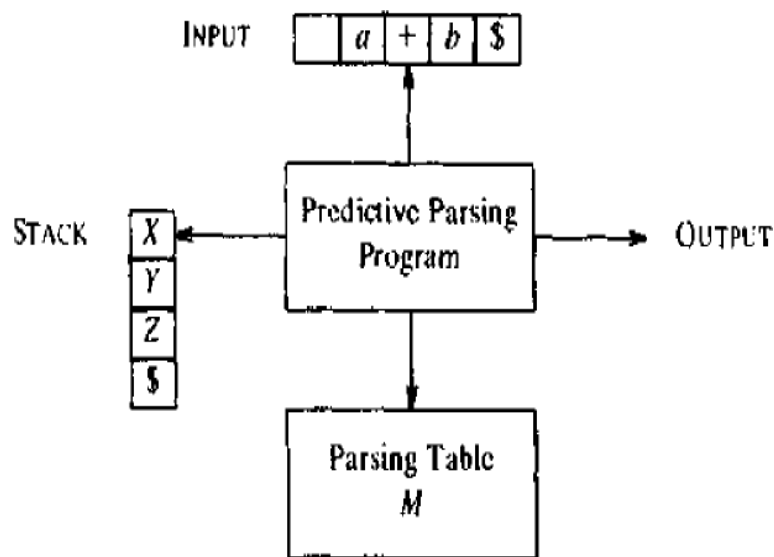 INPUT a + b $
Predictive Parsing
Program
STACK X
Y
Z
$
OUTPUT
Parsing Table
M